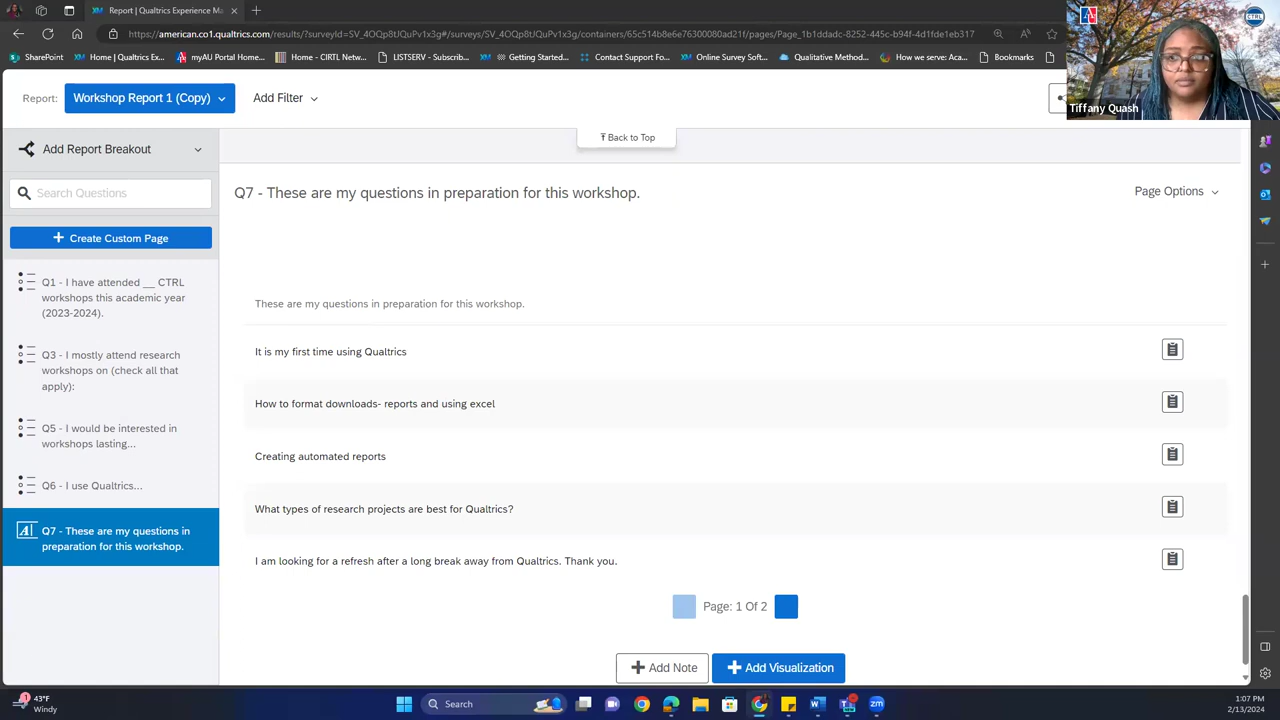 Report | Qualtrics Experience Ma
https://american.co1.qualtrics.com/results/?surveyId=SV_4OQp8tUQuPv1x3g#/surveys/SV_4OQp8tUQuPv1x3g/containers/65c514b8e6e76300080ad21f/pages/Page_1b1ddadc-8252-445c-b94f-4d1fde1eb317
SharePoint
Home | Qualtrics Ex...
myAU Portal Home...
Home - CIRTL Netw...
LISTSERV - Subscrib...
Getting Started...
Contact Support Fo...
Online Survey Soft...
Qualitative Method...
How we serve: Aca...
Bookmarks
CTRL
Tiffany Quash
Report:
Workshop Report 1 (Copy)
Add Filter
Add Report Breakout
Back to Top
Search Questions
Q7 - These are my questions in preparation for this workshop.
Page Options
Create Custom Page
Q1 - I have attended __ CTRL
workshops this academic year
(2023-2024).
Q3 - I mostly attend research
workshops on (check all that
apply):
Q5 - I would be interested in
workshops lasting...
Q6 - I use Qualtrics...
Q7 - These are my questions in
preparation for this workshop.
These are my questions in preparation for this workshop.
It is my first time using Qualtrics
How to format downloads- reports and using excel
Creating automated reports
What types of research projects are best for Qualtrics?
I am looking for a refresh after a long break away from Qualtrics. Thank you.
Page: 1 Of 2
Add Note
Add Visualization
43°F
Windy
Search
1:07 PM
2/13/2024